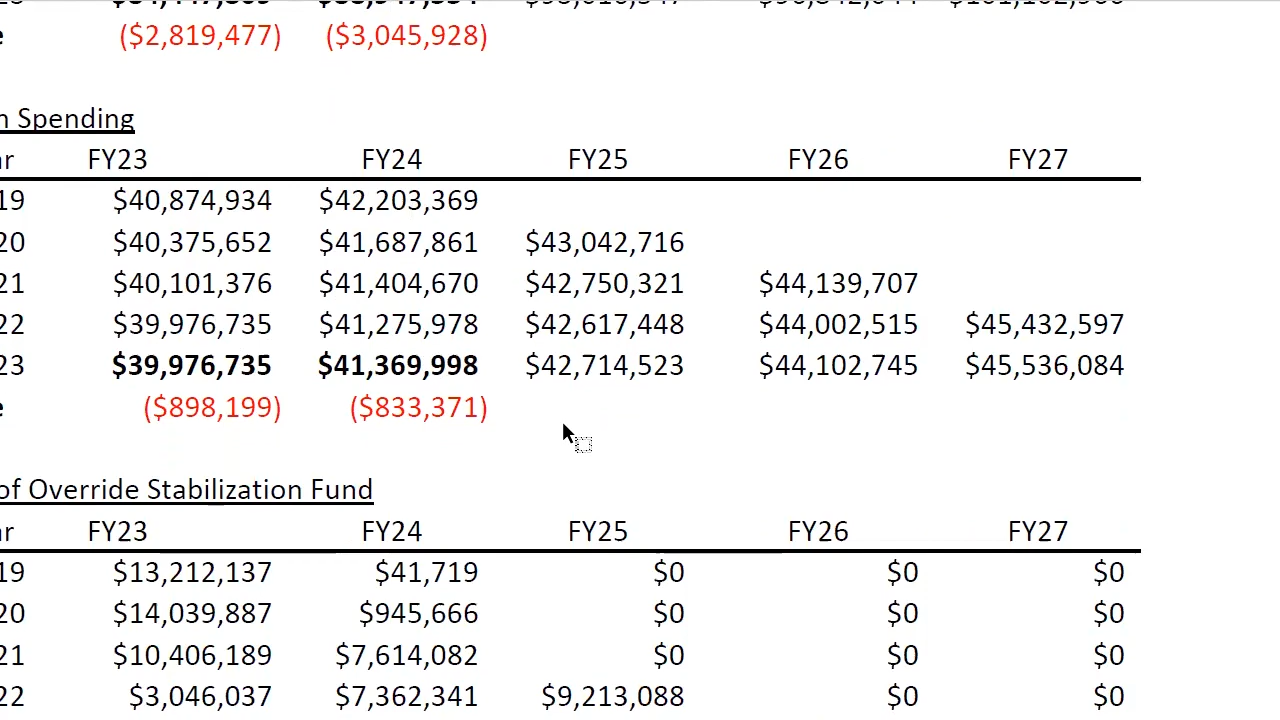 e ($2,819,477) ($3,045,928)
n Spending
ar FY23 FY24 FY25 FY26 FY27
19 $40,874,934 $42,203,369
20 $40,375,652 $41,687,861 $43,042,716
21 $40,101,376 $41,404,670 $42,750,321 $44,139,707
22 $39,976,735 $41,275,978 $42,617,448 $44,002,515 $45,432,597
23 $39,976,735 $41,369,998 $42,714,523 $44,102,745 $45,536,084
e ($898,199) ($833,371)
of Override Stabilization Fund
ar FY23 FY24 FY25 FY26 FY27
19 $13,212,137 $41,719 $0 $0 $0
20 $14,039,887 $945,666 $0 $0 $0
21 $10,406,189 $7,614,082 $0 $0 $0
22 $3,046,037 $7,362,341 $9,213,088 $0 $0